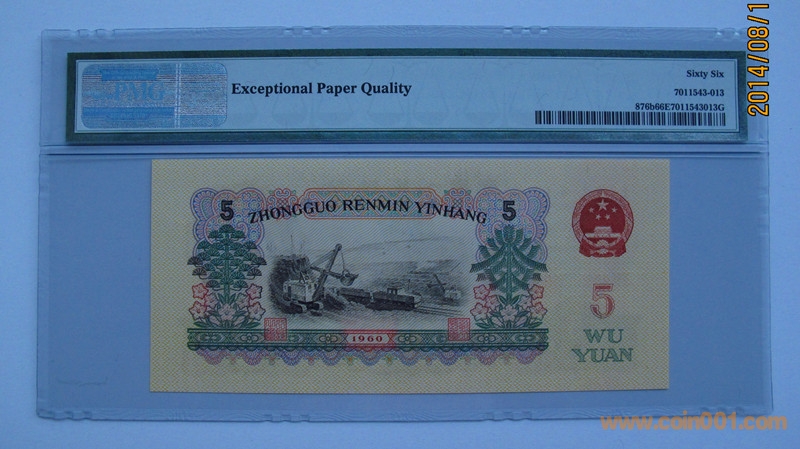 2014/08/1
PMG
Exceptional Paper Quality
Sixty Six
7011543-013
876b66E7011543013G
5 ZHONGGUO RENMIN YINHANG 5
5
WU
YUAN
1960
www.coin001.com